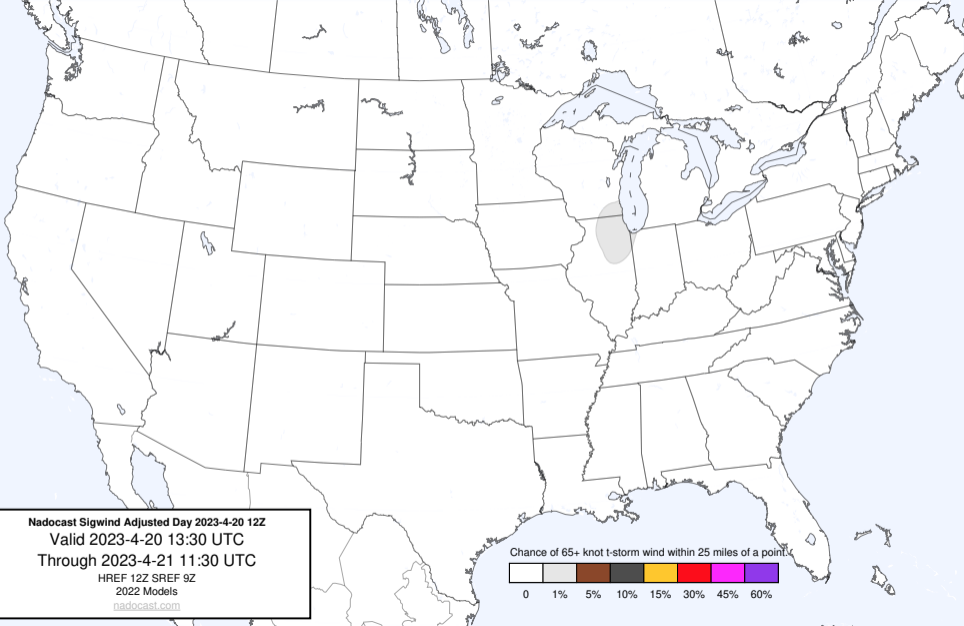 Nadocast Sigwind Adjusted Day 2023-4-20 12Z
Valid 2023-4-20 13:30 UTC
Through 2023-4-21 11:30 UTC
HREF 12Z SREF 9Z
2022 Models
nadocast.com
Chance of 65+ knot t-storm wind within 25 miles of a point.
0 1% 5% 10% 15% 30% 45% 60%